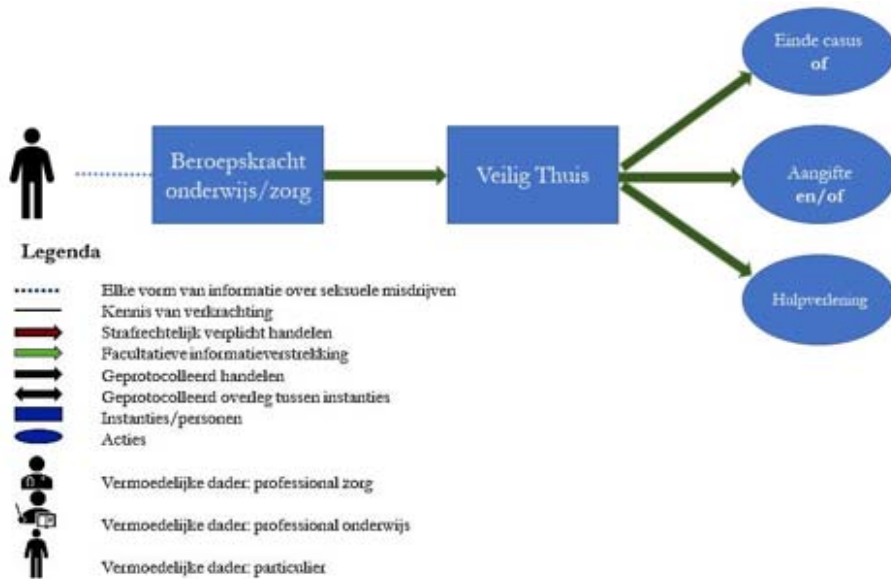 Einde casus
of
Beroepskracht
onderwijs/zorg
Veilig Thuis
Aangifte
en/of
Hulpverlening
Legenda
Elke vorm van informatie over seksuele misdrijven
Kennis van verkrachting
Strafrechtelijk verplicht handelen
Facultatieve informatieverstrekking
Geprotocolleerd handelen
Geprotocolleerd overleg tussen instanties
Instanties/personen
Acties
Vermoedelijke dader: professional zorg
Vermoedelijke dader: professional onderwijs
Vermoedelijke dader: particulier